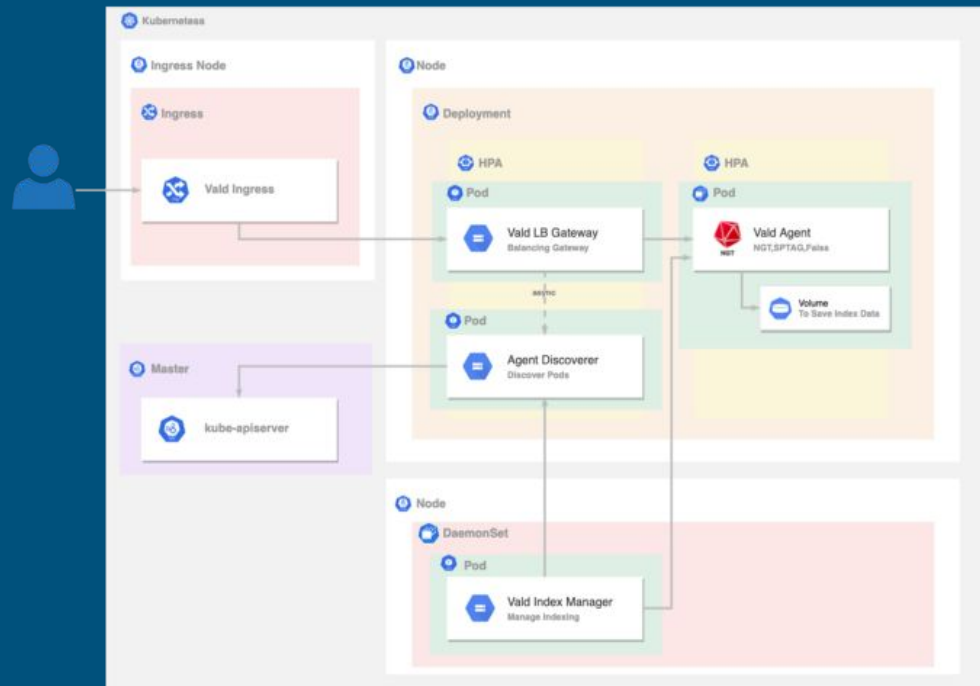 Kubernetess
Ingress Node
Ingress
Vald Ingress
Node
Deployment
HPA
Pod
Vald LB Gateway
Balancing Gateway
async
Pod
Agent Discoverer
Discover Pods
HPA
Pod
NGT
Vald Agent
NGT,SPTAG,Faiss
Volume
To Save Index Data
Master
kube-apiserver
Node
DaemonSet
Pod
Vald Index Manager
Manage Indexing